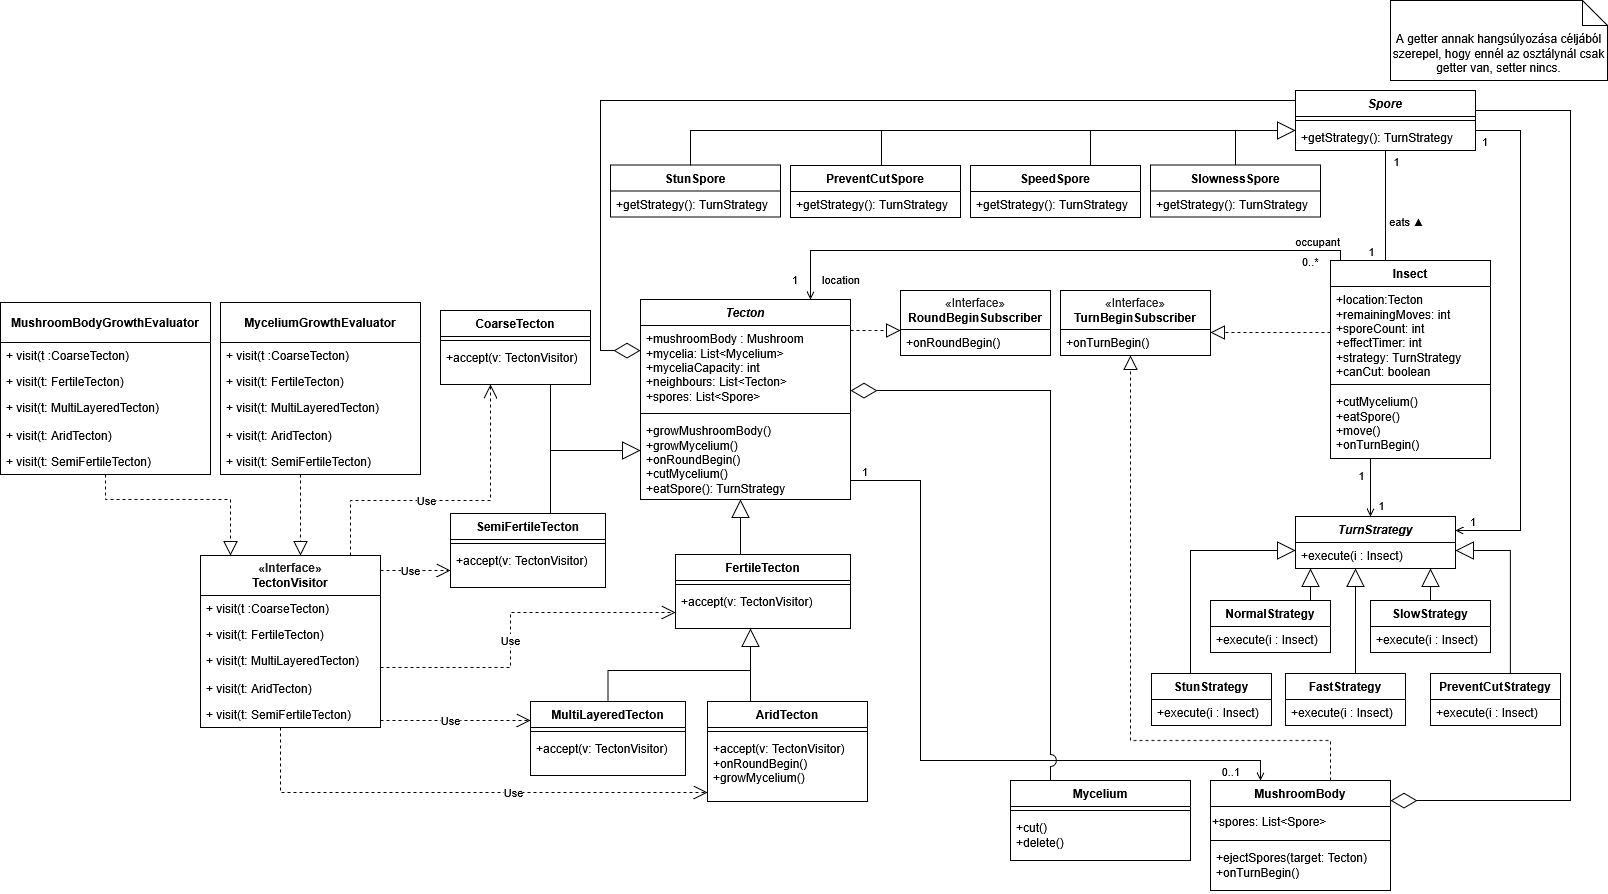 A getter annak hangsúlyozása céljából
szerepel, hogy ennél az osztálynál csak
getter van, setter nincs.
Spore
+getStrategy(): TurnStrategy
1
1
StunSpore
+getStrategy(): TurnStrategy
PreventCutSpore
+getStrategy(): TurnStrategy
SpeedSpore
+getStrategy(): TurnStrategy
SlownessSpore
+getStrategy(): TurnStrategy
eats ▲
1
occupant
0..*
1
location
Insect
+location:Tecton
+remainingMoves: int
+sporeCount: int
+effectTimer: int
+strategy: TurnStrategy
+canCut: boolean
+cutMycelium()
+eatSpore()
+move()
+onTurnBegin()
«Interface»
RoundBeginSubscriber
+onRoundBegin()
«Interface»
TurnBeginSubscriber
+onTurnBegin()
Tecton
+mushroomBody : Mushroom
+mycelia: List<Mycelium>
+myceliaCapacity: int
+neighbours: List<Tecton>
+spores: List<Spore>
+growMushroomBody()
+growMycelium()
+onRoundBegin()
+cutMycelium()
+eatSpore(): TurnStrategy
1
MushroomBodyGrowthEvaluator
+ visit(t :CoarseTecton)
+ visit(t: FertileTecton)
+ visit(t: MultiLayeredTecton)
+ visit(t: AridTecton)
+ visit(t: SemiFertileTecton)
MyceliumGrowthEvaluator
+ visit(t :CoarseTecton)
+ visit(t: FertileTecton)
+ visit(t: MultiLayeredTecton)
+ visit(t: AridTecton)
+ visit(t: SemiFertileTecton)
CoarseTecton
+accept(v: TectonVisitor)
Use
SemiFertileTecton
+accept(v: TectonVisitor)
Use
«Interface»
TectonVisitor
+ visit(t :CoarseTecton)
+ visit(t: FertileTecton)
+ visit(t: MultiLayeredTecton)
+ visit(t: AridTecton)
+ visit(t: SemiFertileTecton)
FertileTecton
+accept(v: TectonVisitor)
Use
Use
Use
MultiLayeredTecton
+accept(v: TectonVisitor)
AridTecton
+accept(v: TectonVisitor)
+onRoundBegin()
+growMycelium()
1
1
1
TurnStrategy
+execute(i : Insect)
NormalStrategy
+execute(i : Insect)
SlowStrategy
+execute(i : Insect)
StunStrategy
+execute(i : Insect)
FastStrategy
+execute(i : Insect)
PreventCutStrategy
+execute(i : Insect)
0..1
Mycelium
+cut()
+delete()
MushroomBody
+spores: List<Spore>
+ejectSpores(target: Tecton)
+onTurnBegin()